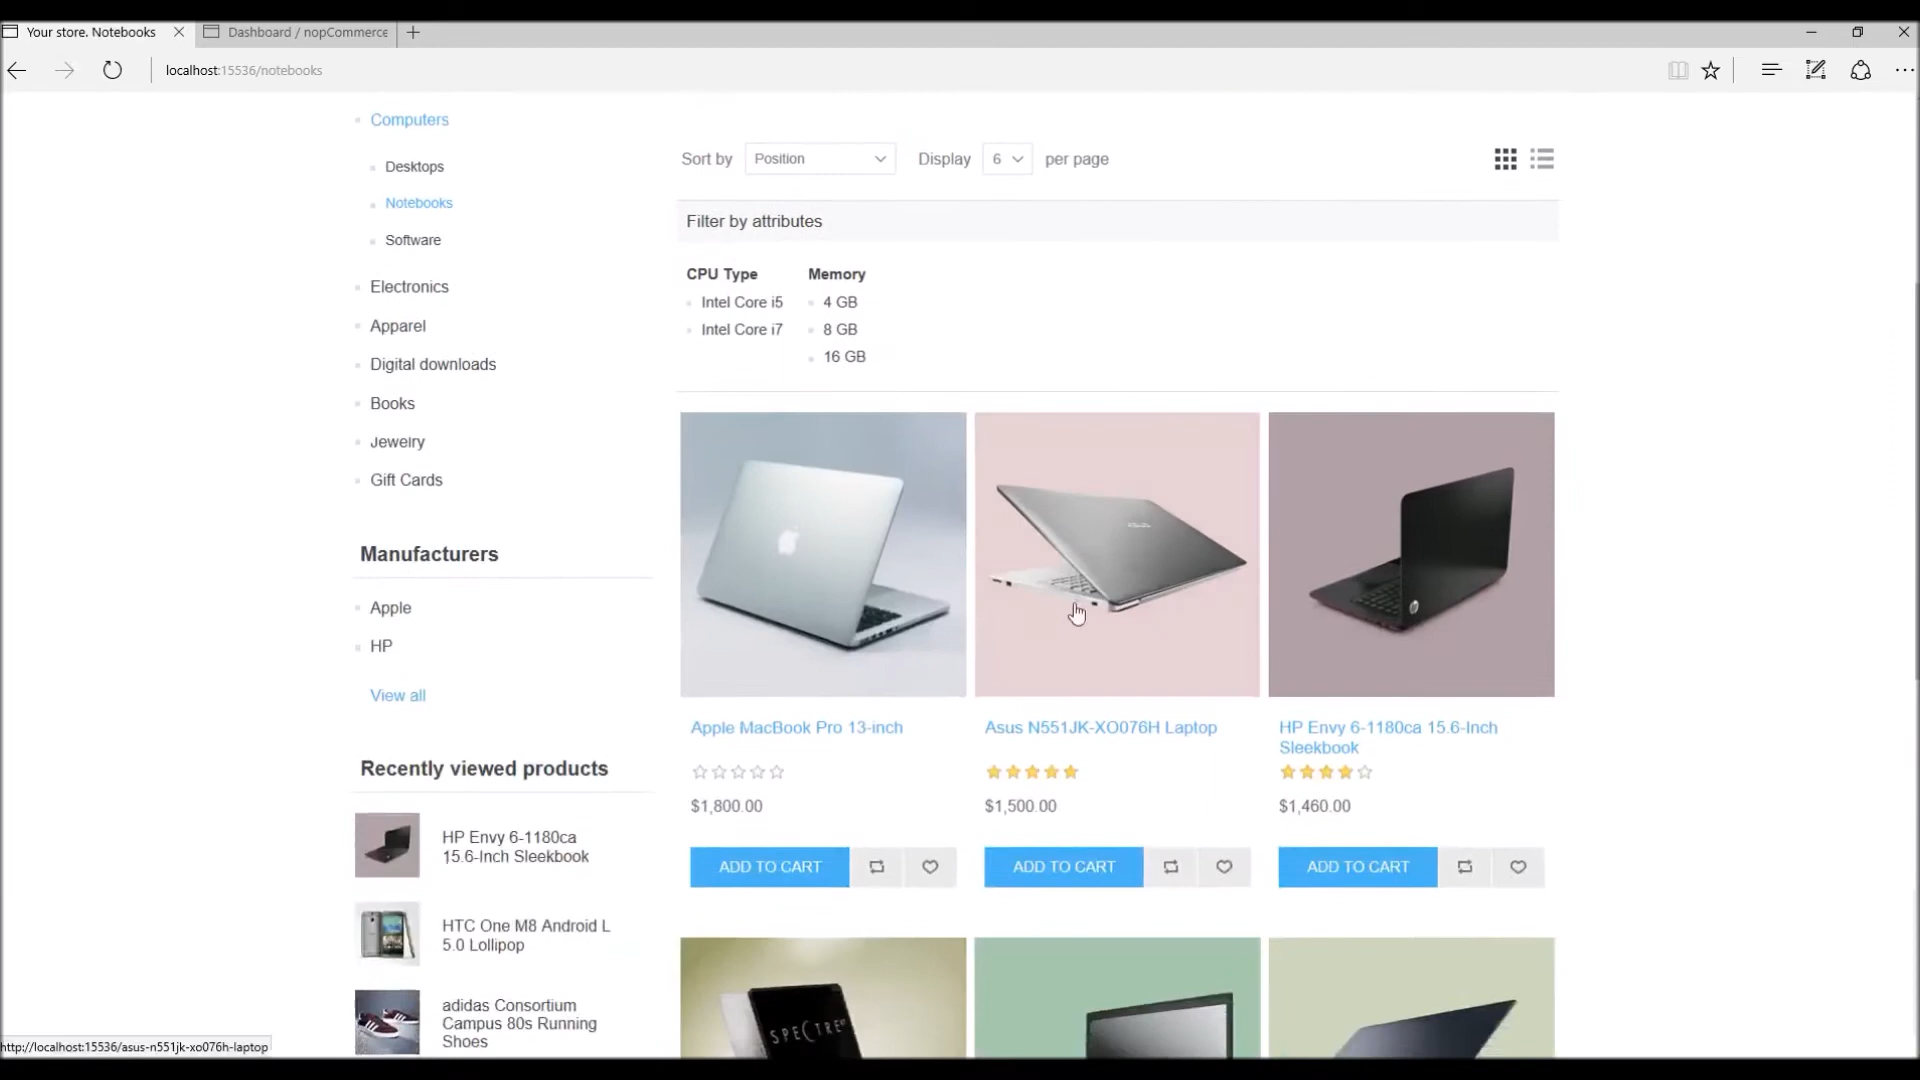 Your store. Notebooks
Dashboard / nopCommerce
localhost:15536/notebooks
Computers
Desktops
Notebooks
Software
Electronics
Apparel
Digital downloads
Books
Jewelry
Gift Cards
Manufacturers
Apple
HP
View all
Recently viewed products
HP Envy 6-1180ca
15.6-Inch Sleekbook
HTC One M8 Android L
5.0 Lollipop
adidas Consortium
Campus 80s Running
Shoes
Sort by Position Display 6 per page
Filter by attributes
CPU Type Memory
Intel Core i5 4 GB
Intel Core i7 8 GB
16 GB
ASUS
Apple MacBook Pro 13-inch
$1,800.00
ADD TO CART
Asus N551JK-XO076H Laptop
$1,500.00
ADD TO CART
HP Envy 6-1180ca 15.6-Inch
Sleekbook
$1,460.00
ADD TO CART
SPECTRE
http://localhost:15536/asus-n551jk-xo076h-laptop